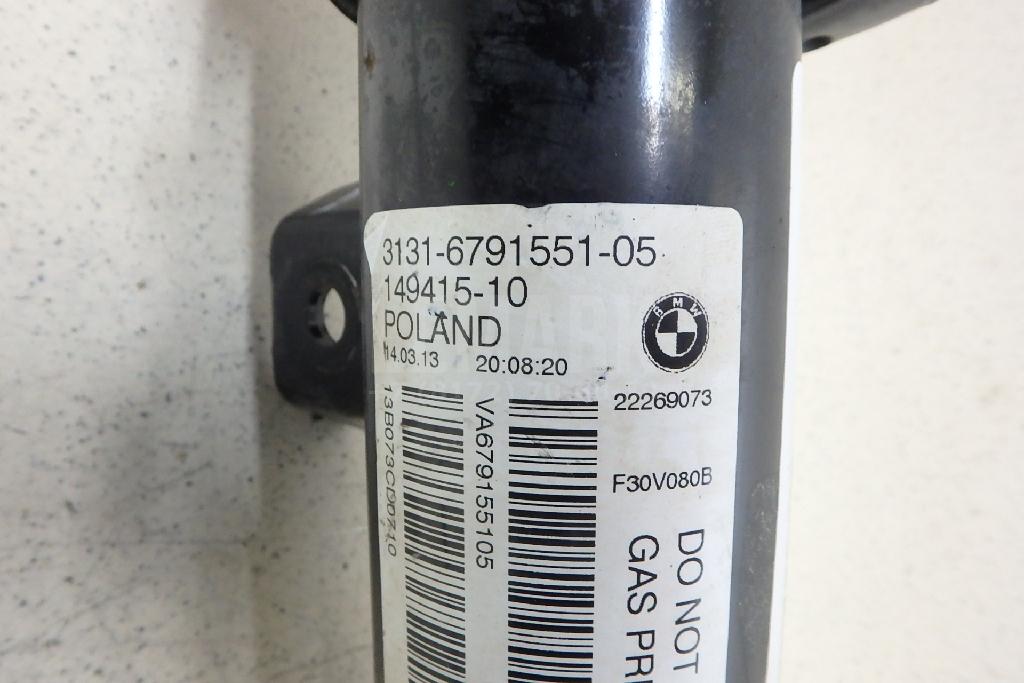 3131-6791551-05
149415-10
POLAND
14.03.13 20:08:20
BMW
22269073
F30V080B
VA679155105
DO NOT
GAS PRE